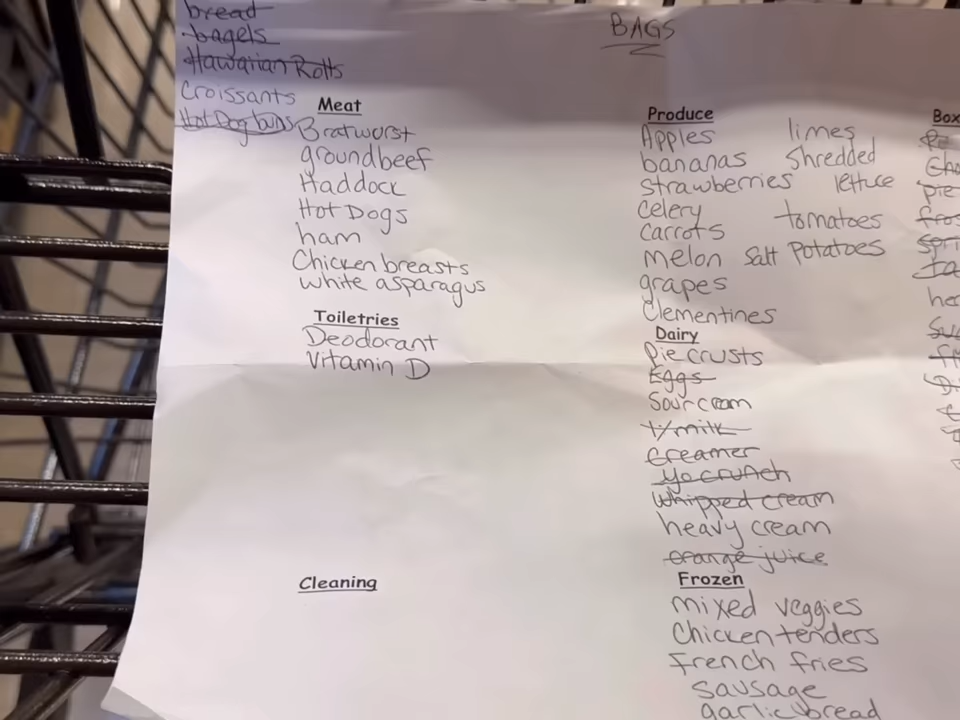 bread
bagels
Hawaiian Rolls
Croissants
Hot Dog buns
BAGS
Meat
Bratwurst
groundbeef
Haddock
Hot Dogs
ham
Chicken breasts
white asparagus
Toiletries
Deodorant
Vitamin D
Cleaning
Produce
Apples limes
bananas Shredded
Strawberries lettuce
Celery tomatoes
Carrots
melon Salt Potatoes
grapes
Clementines
Dairy
Pie crusts
Eggs
Sour cream
milk
Creamer
yo crunch
Whipped cream
heavy cream
orange juice
Frozen
mixed veggies
Chicken tenders
French fries
sausage
garlic bread
Box
pie